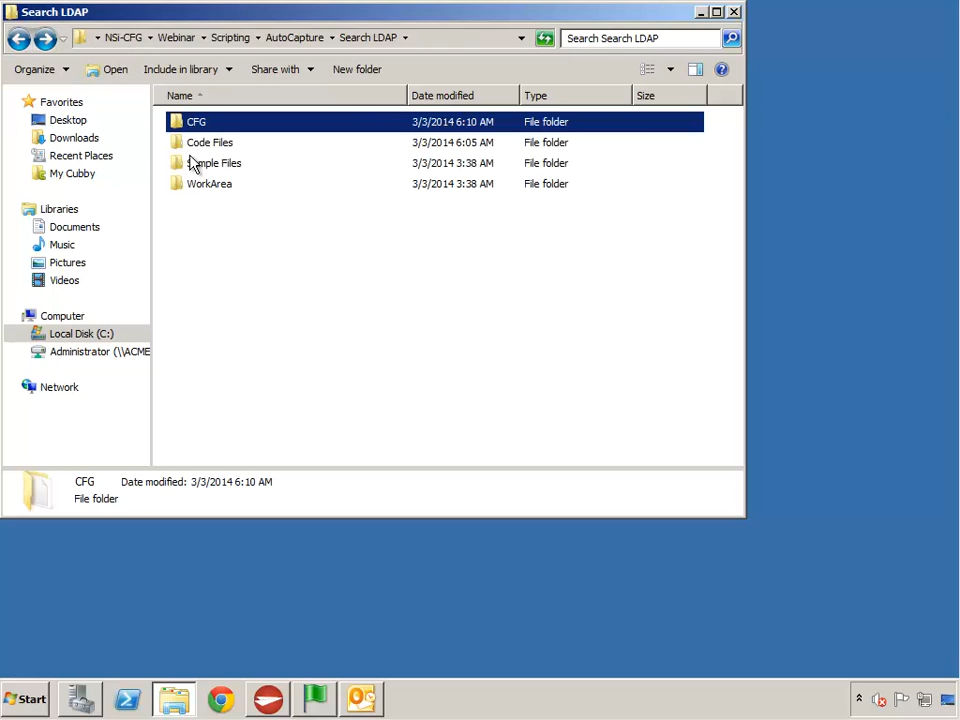 Search LDAP
NSi-CFG Webinar Scripting AutoCapture Search LDAP Search Search LDAP
Organize Open Include in library Share with New folder
Name Date modified Type Size
Favorites
Desktop
Downloads
Recent Places
My Cubby
Libraries
Documents
Music
Pictures
Videos
Computer
Local Disk (C:)
Administrator (\\ACME
Network
CFG 3/3/2014 6:10 AM File folder
Code Files 3/3/2014 6:05 AM File folder
Sample Files 3/3/2014 3:38 AM File folder
WorkArea 3/3/2014 3:38 AM File folder
CFG Date modified: 3/3/2014 6:10 AM
File folder
Start